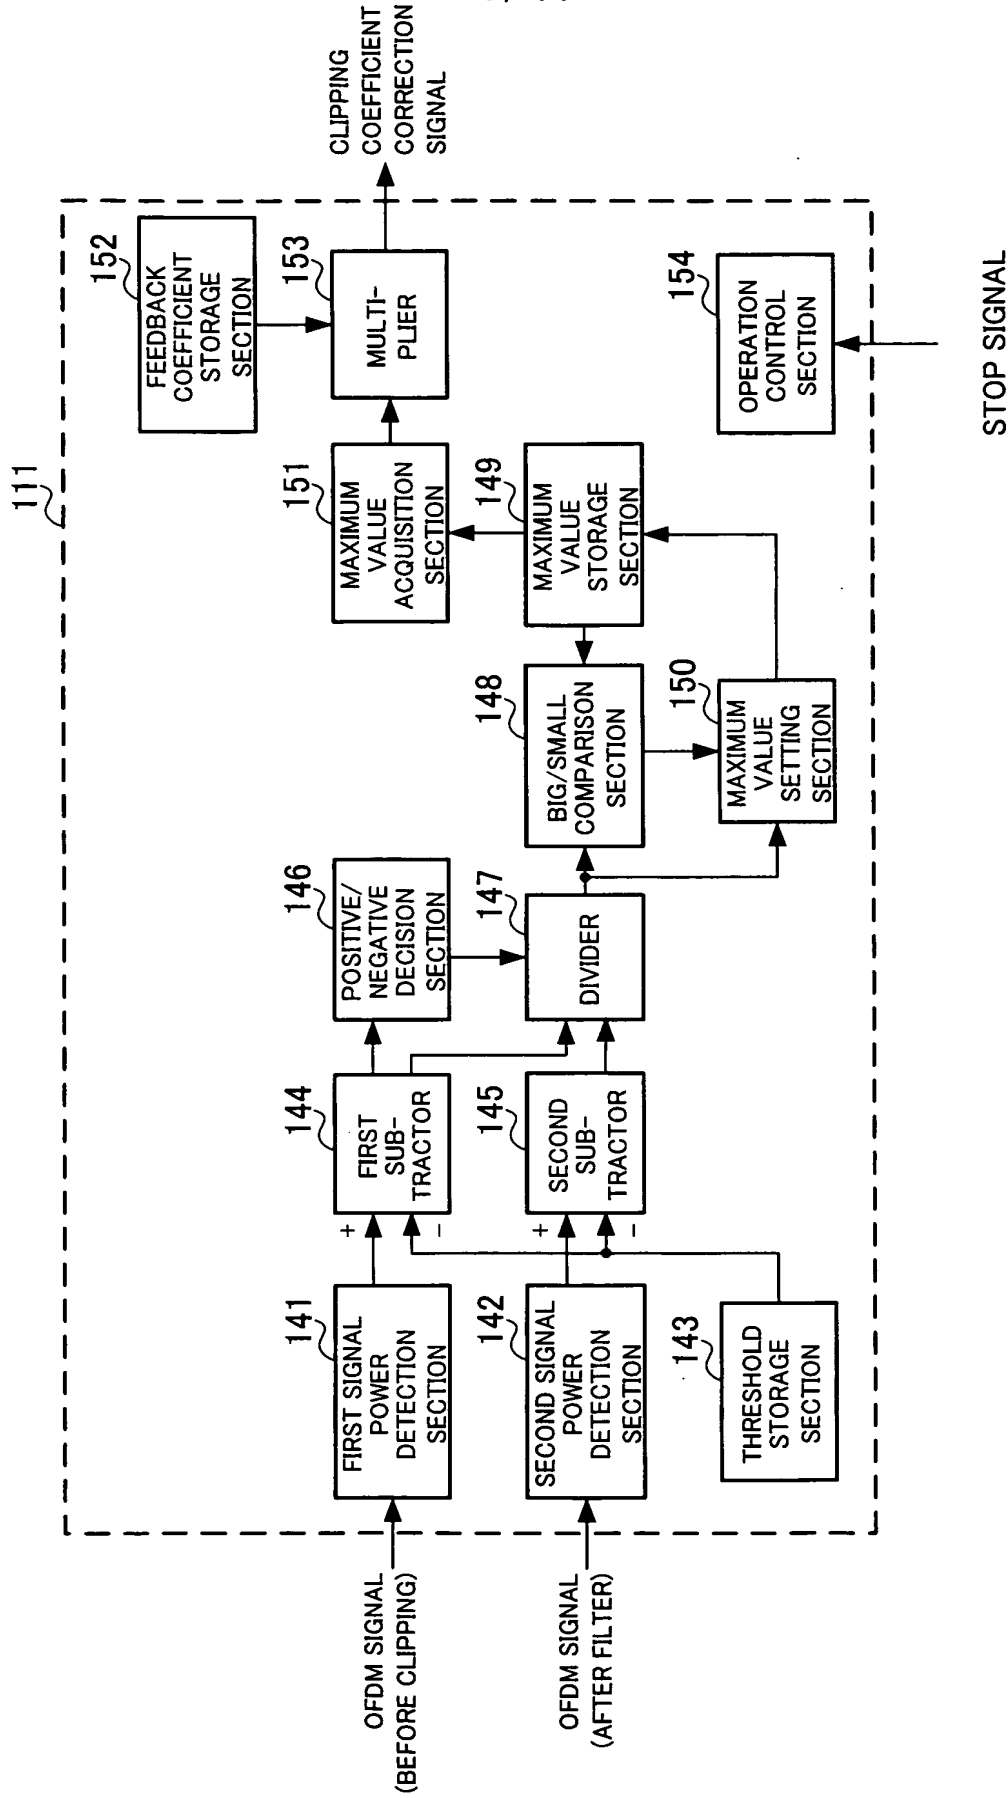 111
OFDM SIGNAL
(BEFORE CLIPPING)
141
FIRST SIGNAL
POWER
DETECTION
SECTION
+
-
144
FIRST
SUB-
TRACTOR
146
POSITIVE/
NEGATIVE
DECISION
SECTION
151
MAXIMUM
VALUE
ACQUISITION
SECTION
152
FEEDBACK
COEFFICIENT
STORAGE
SECTION
153
MULTI-
PLIER
CLIPPING
COEFFICIENT
CORRECTION
SIGNAL
OFDM SIGNAL
(AFTER FILTER)
142
SECOND SIGNAL
POWER
DETECTION
SECTION
+
-
145
SECOND
SUB-
TRACTOR
147
DIVIDER
148
BIG/SMALL
COMPARISON
SECTION
149
MAXIMUM
VALUE
STORAGE
SECTION
143
THRESHOLD
STORAGE
SECTION
150
MAXIMUM
VALUE
SETTING
SECTION
154
OPERATION
CONTROL
SECTION
STOP SIGNAL